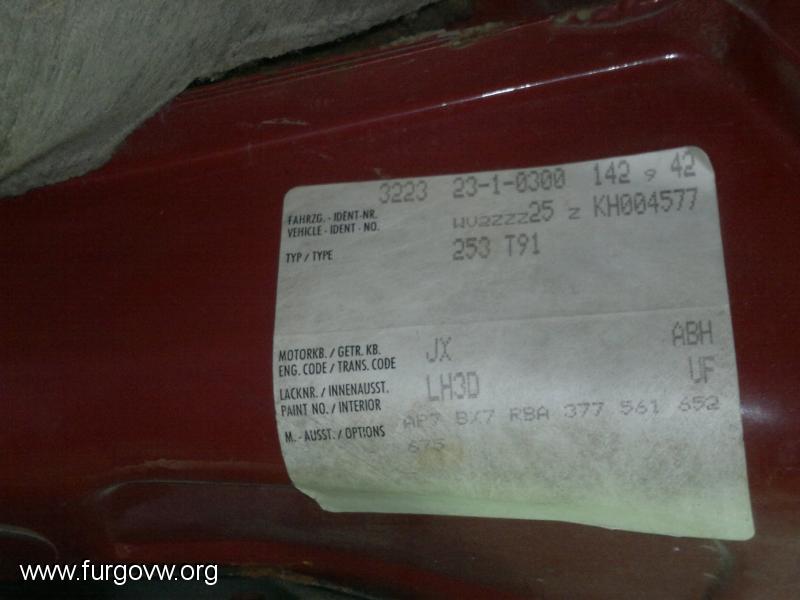 3223 23-1-0300 142 9 42
FAHRZG. - IDENT-NR.
VEHICLE - IDENT - NO.
WV2ZZZ25 Z KH004577
TYP / TYPE
253 T91
MOTORKB. / GETR. KB.
ENG. CODE / TRANS. CODE
JX ABH
LACKNR. / INNENAUSST.
PAINT NO. / INTERIOR
LH3D UF
M. - AUSST. / OPTIONS
AP7 BX7 RBA 377 561 652
675
www.furgovw.org